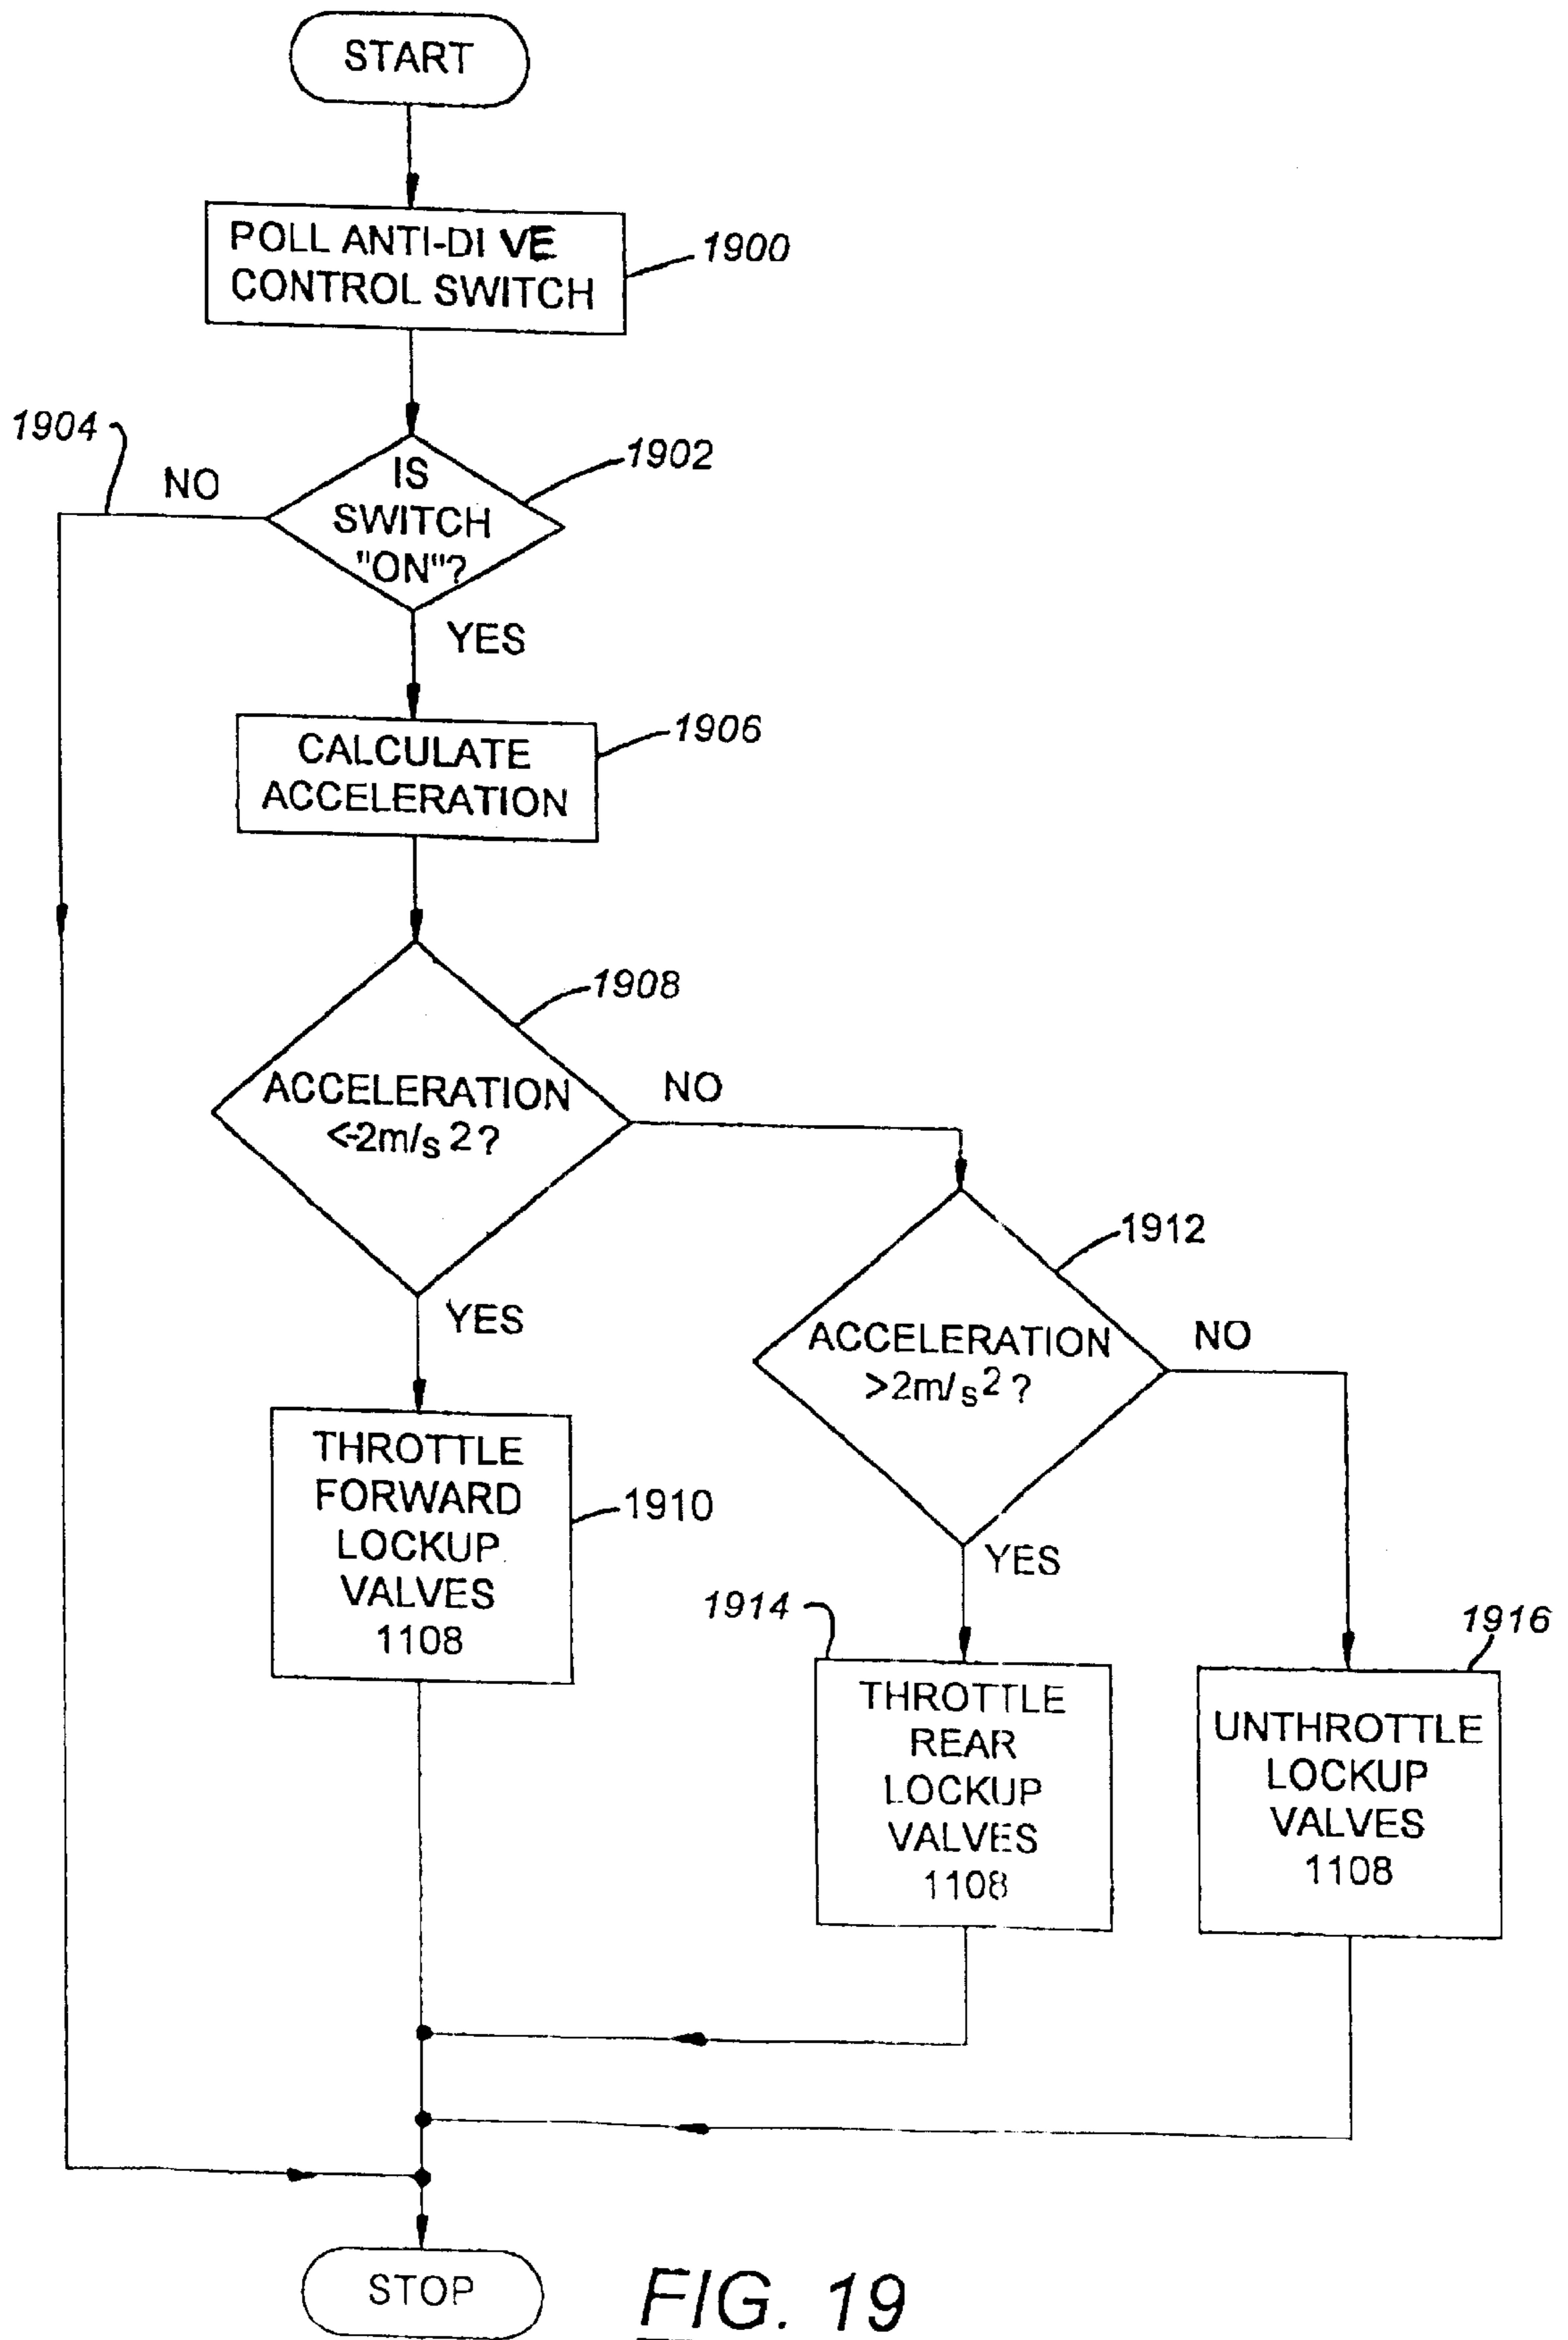 START
POLL ANTI-DIVE
CONTROL SWITCH
1900
1904
NO
1902
IS
SWITCH
"ON"?
YES
1906
CALCULATE
ACCELERATION
1908
ACCELERATION
<-2m/s2?
NO
1912
YES
ACCELERATION
>2m/s2?
NO
THROTTLE
FORWARD
LOCKUP
VALVES
1108
1910
YES
1914
1916
THROTTLE
REAR
LOCKUP
VALVES
1108
UNTHROTTLE
LOCKUP
VALVES
1108
STOP
FIG. 19